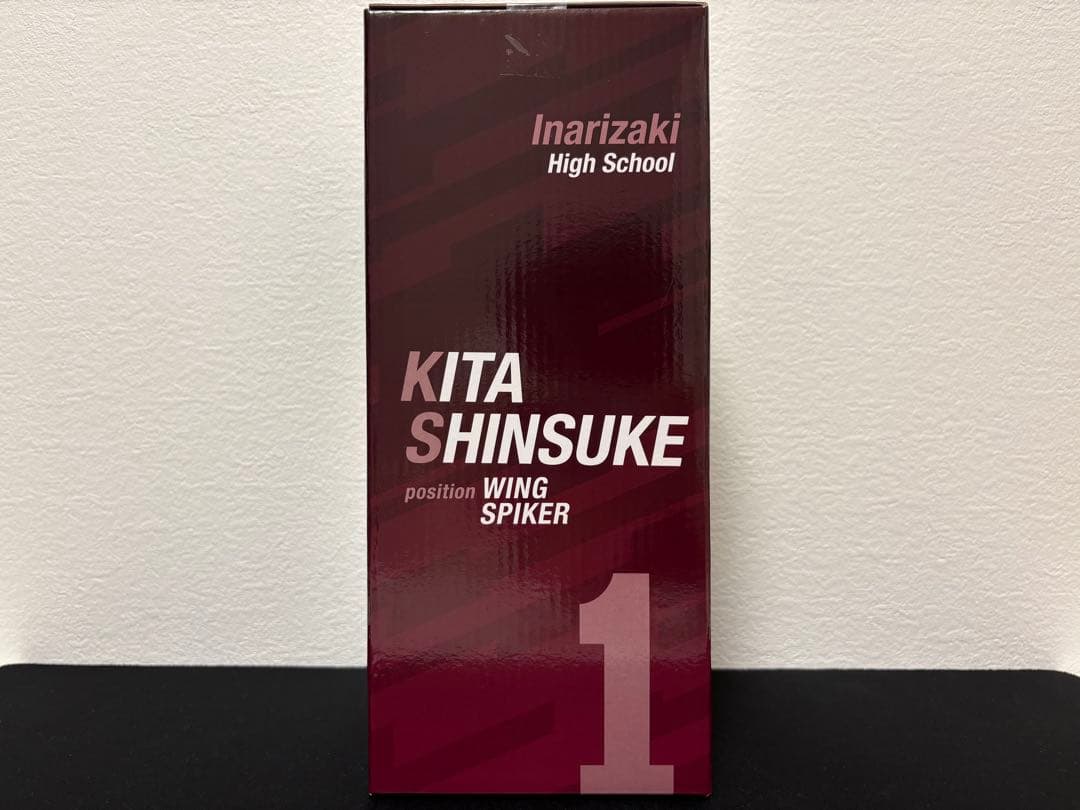 Inarizaki
High School
KITA
SHINSUKE
position WING
SPIKER
1